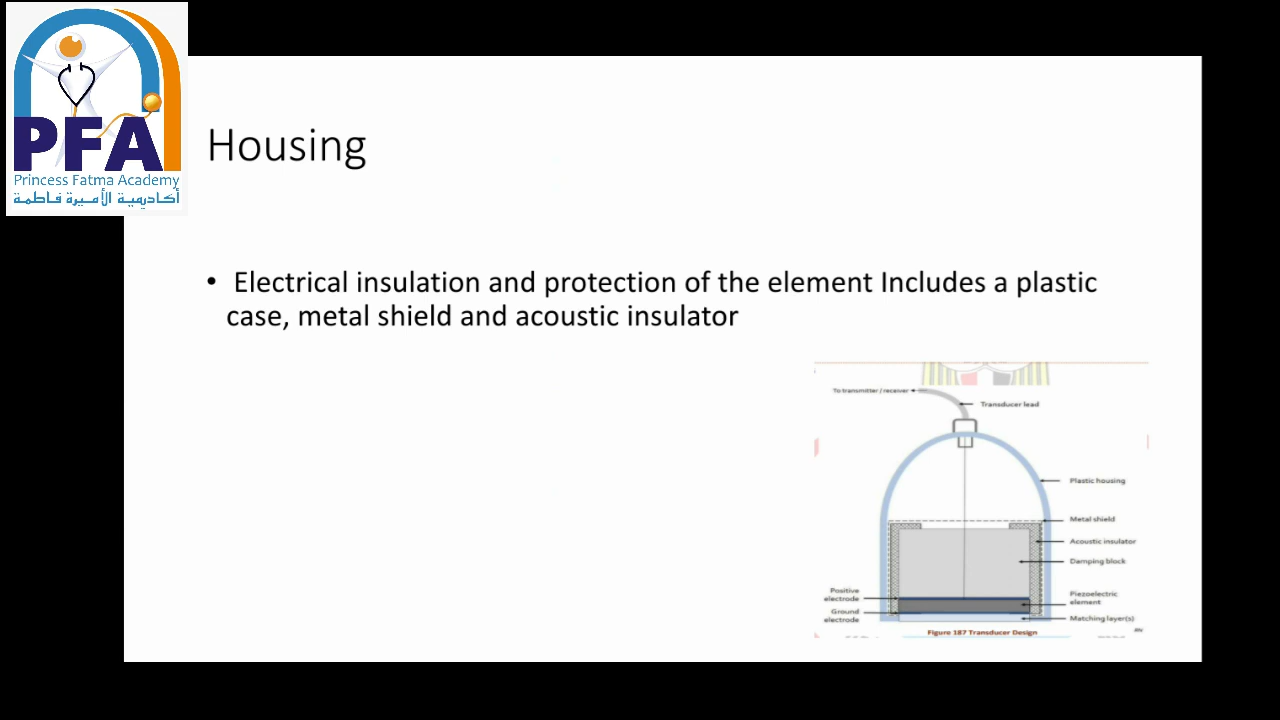 PFA
Princess Fatma Academy
أكاديمية الأميرة فاطمة
Housing
• Electrical insulation and protection of the element Includes a plastic
case, metal shield and acoustic insulator
To transmitter / receiver
Transducer lead
Plastic housing
Metal shield
Acoustic insulator
Damping block
Positive
electrode
Piezoelectric
element
Ground
electrode
Matching layer(s)
Figure 187 Transducer Design